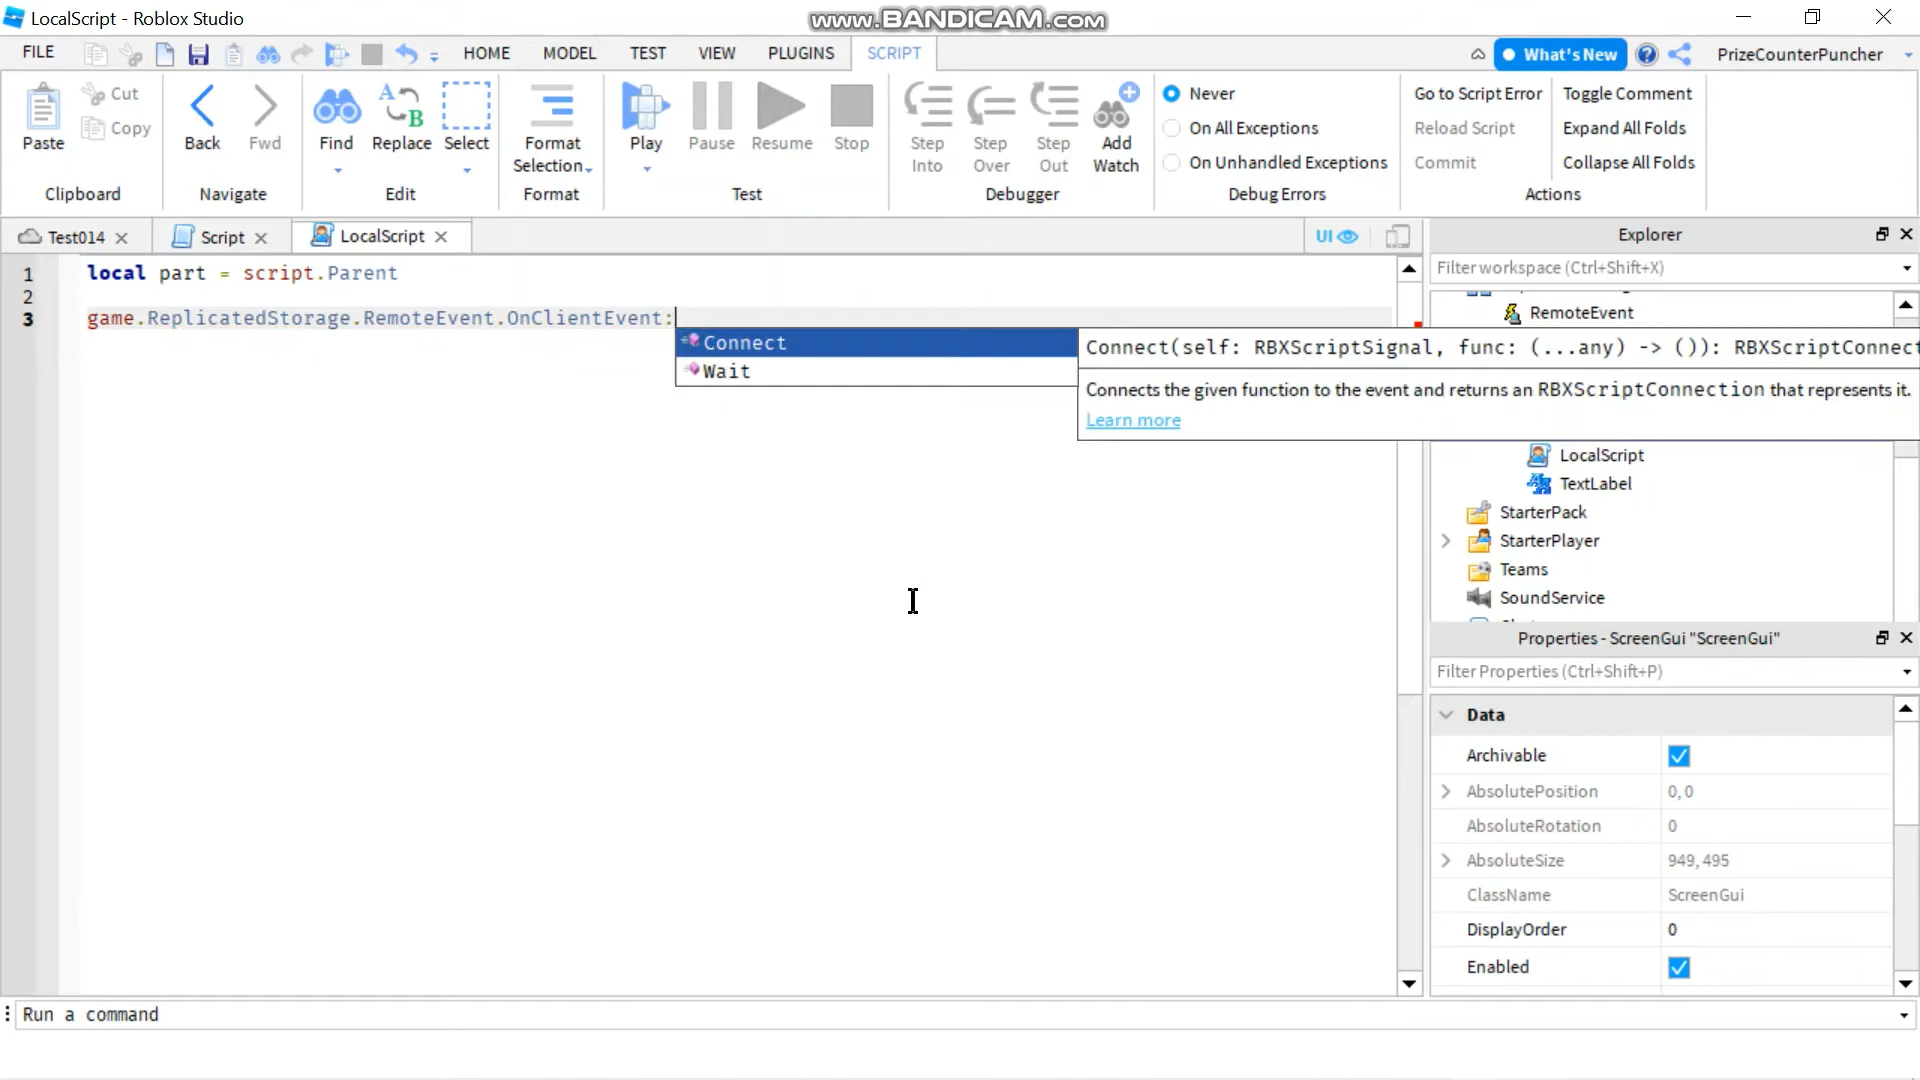 LocalScript - Roblox Studio
www.BANDICAM.com
FILE
HOME
MODEL
TEST
VIEW
PLUGINS
SCRIPT
What's New
PrizeCounterPuncher
Paste
Cut
Copy
Clipboard
Back
Fwd
Navigate
Find
Replace
Select
Edit
Format
Selection
Format
Play
Pause
Resume
Stop
Test
Step
Into
Step
Over
Step
Out
Add
Watch
Debugger
Never
On All Exceptions
On Unhandled Exceptions
Debug Errors
Go to Script Error
Reload Script
Commit
Toggle Comment
Expand All Folds
Collapse All Folds
Actions
Test014
Script
LocalScript
UI
1 local part = script.Parent
2
3 game.ReplicatedStorage.RemoteEvent.OnClientEvent:
Connect
Wait
Connect(self: RBXScriptSignal, func: (...any) -> ()): RBXScriptConnect
Connects the given function to the event and returns an RBXScriptConnection that represents it.
Learn more
Explorer
Filter workspace (Ctrl+Shift+X)
RemoteEvent
LocalScript
TextLabel
StarterPack
StarterPlayer
Teams
SoundService
Properties - ScreenGui "ScreenGui"
Filter Properties (Ctrl+Shift+P)
Data
Archivable
AbsolutePosition 0, 0
AbsoluteRotation 0
AbsoluteSize 949, 495
ClassName ScreenGui
DisplayOrder 0
Enabled
Run a command